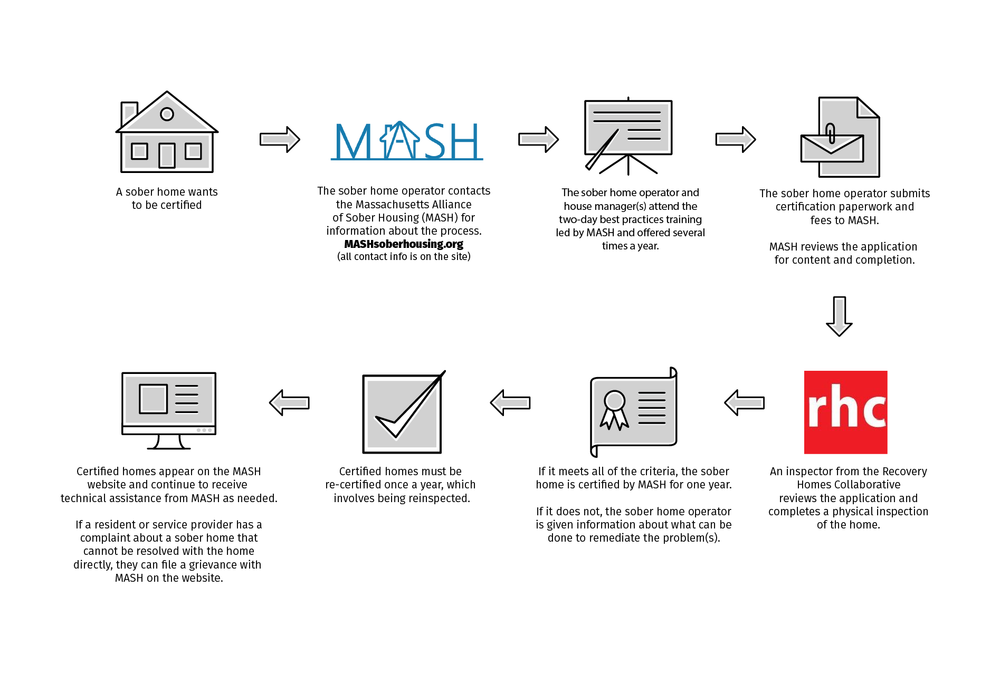 A sober home wants
to be certified
MASH
The sober home operator contacts
the Massachusetts Alliance
of Sober Housing (MASH) for
information about the process.
MASHsoberhousing.org
(all contact info is on the site)
The sober home operator and
house manager(s) attend the
two-day best practices training
led by MASH and offered several
times a year.
The sober home operator submits
certification paperwork and
fees to MASH.
MASH reviews the application
for content and completion.
rhc
An inspector from the Recovery
Homes Collaborative
reviews the application and
completes a physical inspection
of the home.
If it meets all of the criteria, the sober
home is certified by MASH for one year.
If it does not, the sober home operator
is given information about what can be
done to remediate the problem(s).
Certified homes must be
re-certified once a year, which
involves being reinspected.
Certified homes appear on the MASH
website and continue to receive
technical assistance from MASH as needed.
If a resident or service provider has a
complaint about a sober home that
cannot be resolved with the home
directly, they can file a grievance with
MASH on the website.